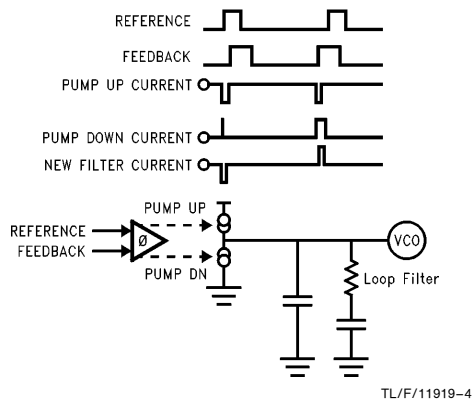 REFERENCE
FEEDBACK
PUMP UP CURRENT
PUMP DOWN CURRENT
NEW FILTER CURRENT
PUMP UP
REFERENCE
FEEDBACK
Ø
VCO
PUMP DN
Loop Filter
TL/F/11919–4